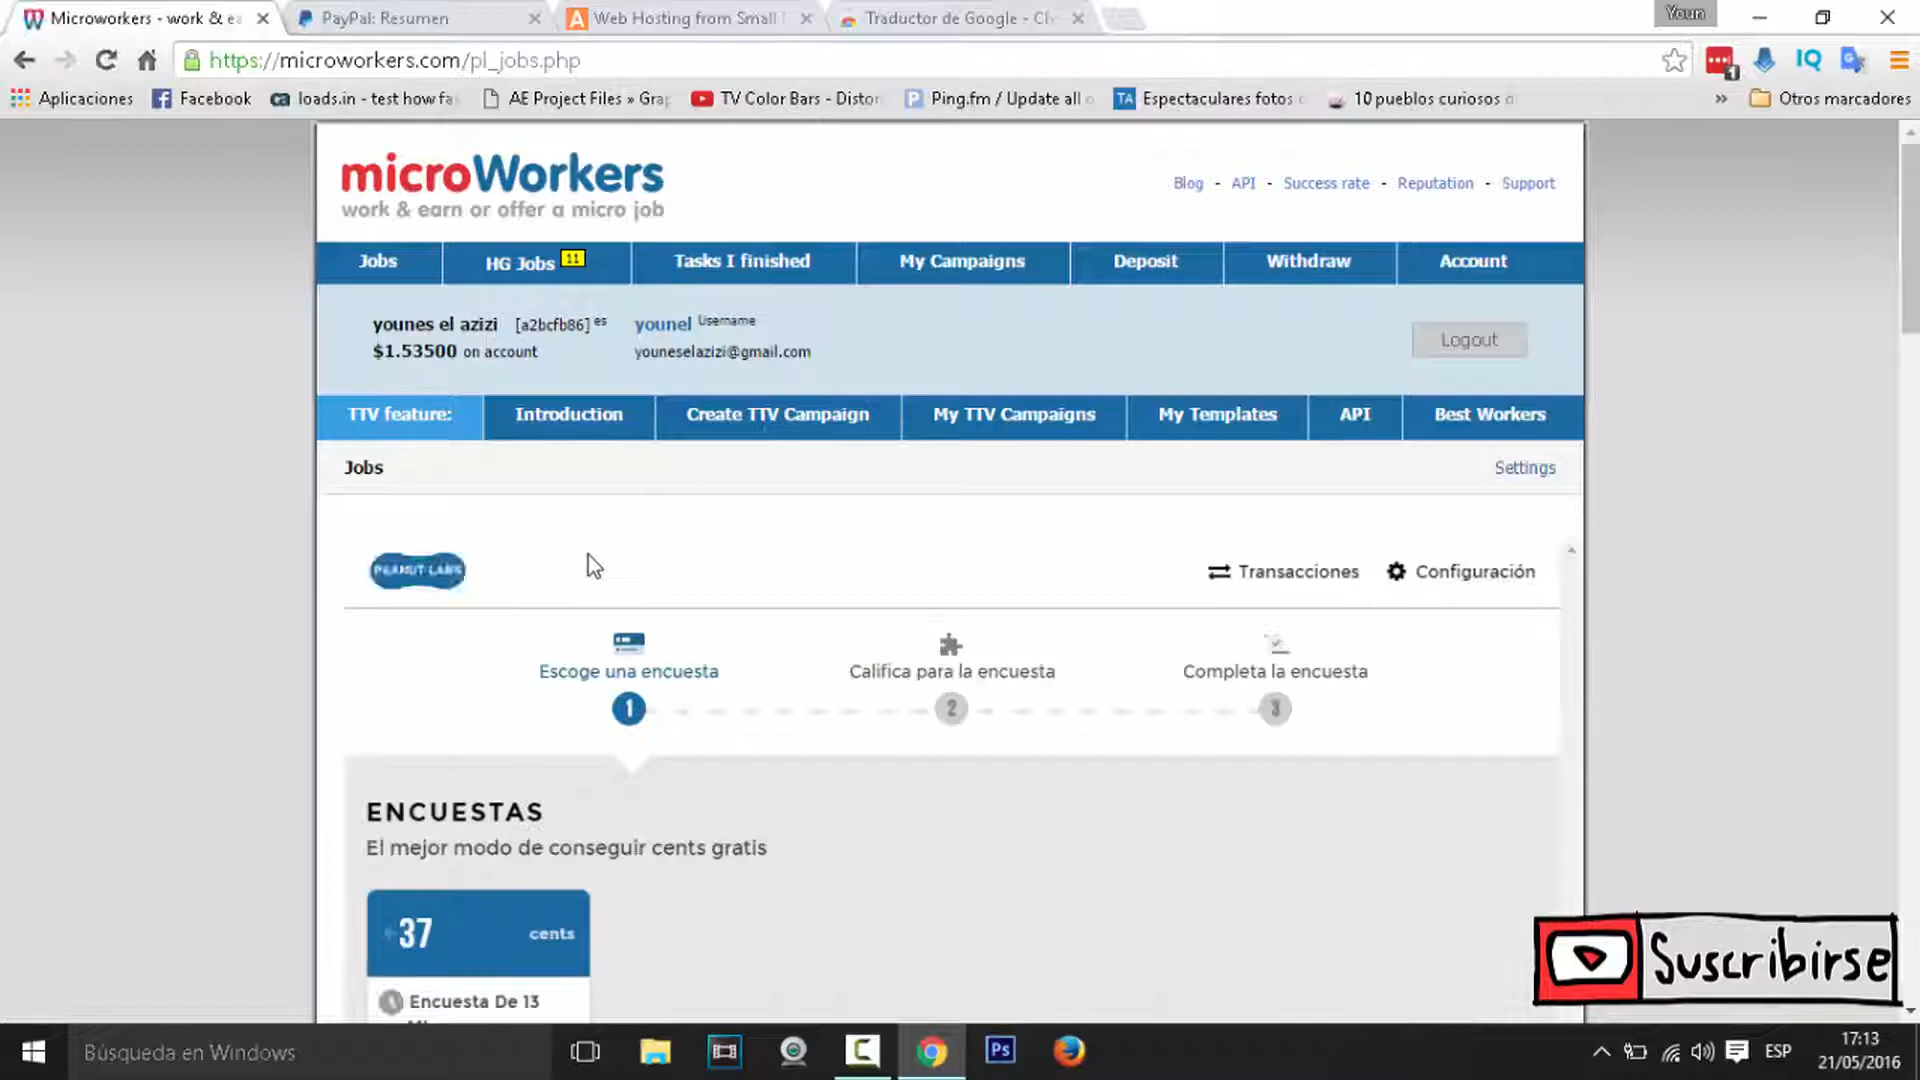 Microworkers - work & ea
PayPal: Resumen
Web Hosting from Small
Traductor de Google - Ch
Youn
https://microworkers.com/pl_jobs.php
Aplicaciones
Facebook
loads.in - test how fa
AE Project Files » Grap
TV Color Bars - Distor
Ping.fm / Update all o
Espectaculares fotos
10 pueblos curiosos
»
Otros marcadores
microWorkers
work & earn or offer a micro job
Blog - API - Success rate - Reputation - Support
Jobs
HG Jobs 11
Tasks I finished
My Campaigns
Deposit
Withdraw
Account
younes el azizi [a2bcfb86] es
younel Username
$1.53500 on account
youneselazizi@gmail.com
Logout
TTV feature:
Introduction
Create TTV Campaign
My TTV Campaigns
My Templates
API
Best Workers
Jobs
Settings
PEANUT LABS
Transacciones
Configuración
Escoge una encuesta
Califica para la encuesta
Completa la encuesta
1
2
3
ENCUESTAS
El mejor modo de conseguir cents gratis
37 cents
Encuesta De 13
Suscribirse
Búsqueda en Windows
Ps
ESP
17:13
21/05/2016